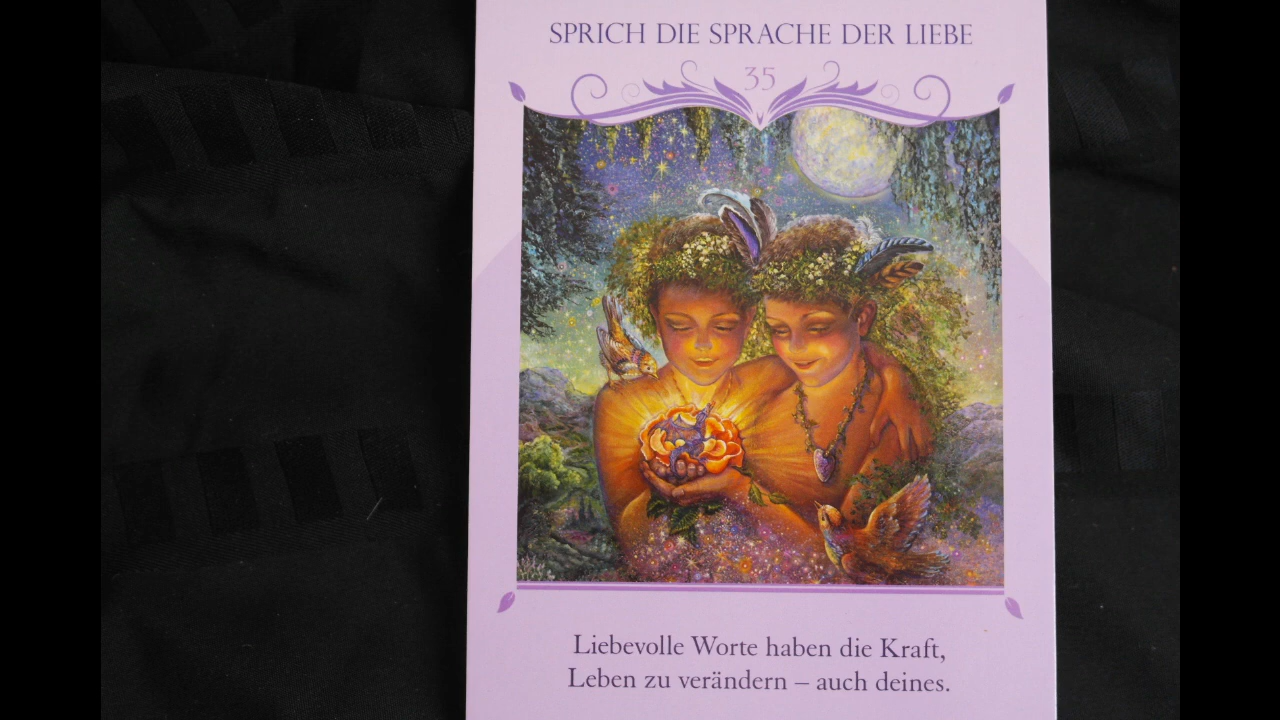 SPRICH DIE SPRACHE DER LIEBE
35
Liebevolle Worte haben die Kraft,
Leben zu verändern – auch deines.